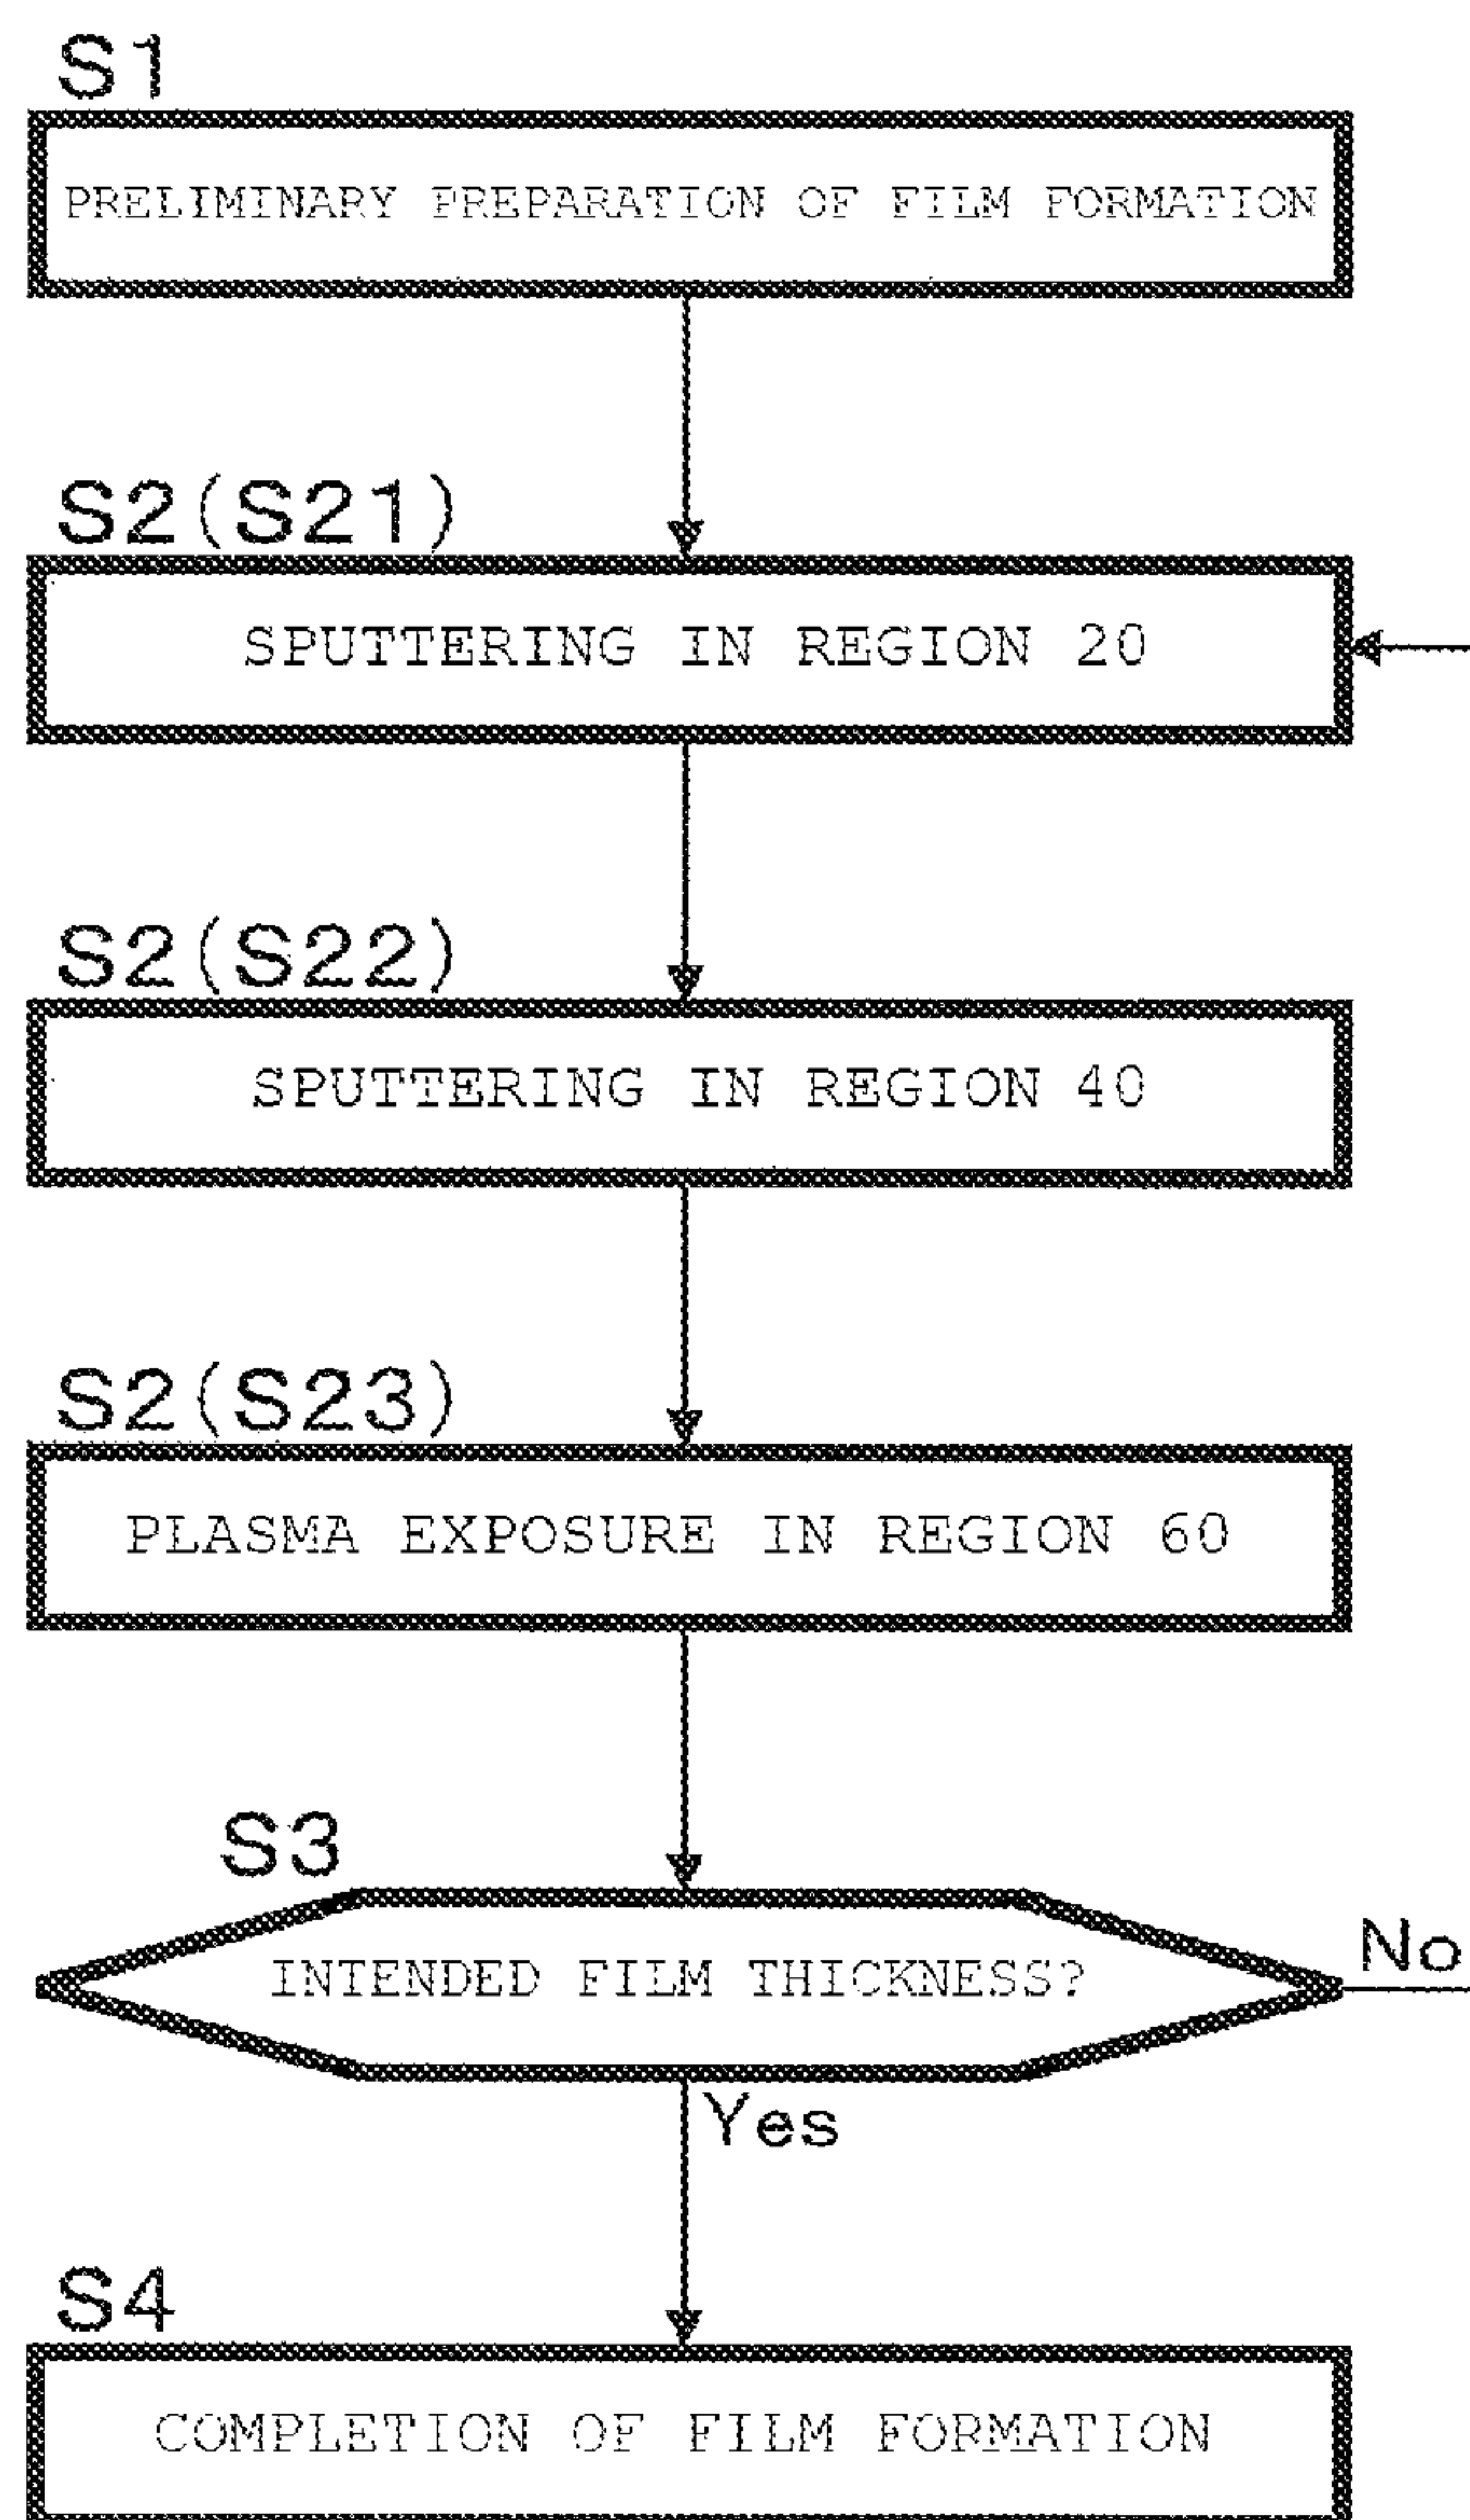 S1
PRELIMINARY PREPARATION OF FILM FORMATION
S2(S21)
SPUTTERING IN REGION 20
S2(S22)
SPUTTERING IN REGION 40
S2(S23)
PLASMA EXPOSURE IN REGION 60
S3
INTENDED FILM THICKNESS?
No
Yes
S4
COMPLETION OF FILM FORMATION